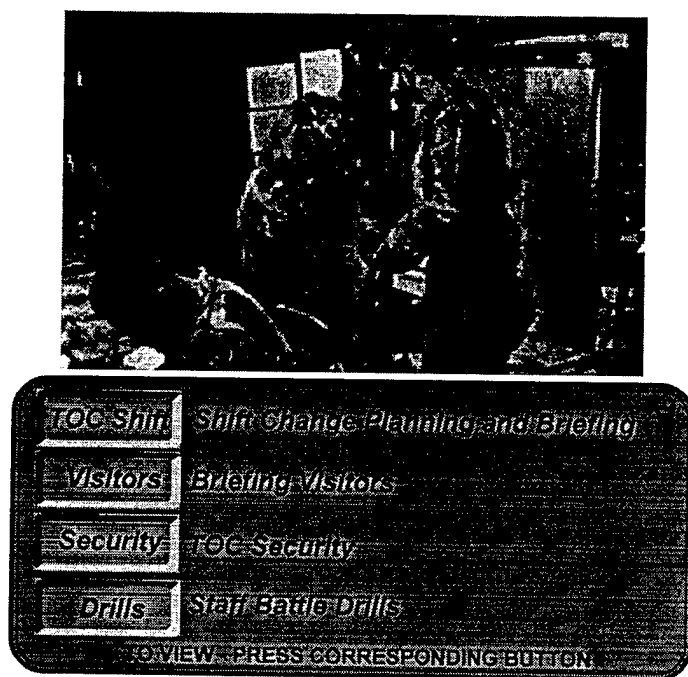 TOC Shift Shift Change Planning and Briefing
Visitors Briefing Visitors
Security TOC Security
Drills Staff Battle Drills
TO VIEW - PRESS CORRESPONDING BUTTON